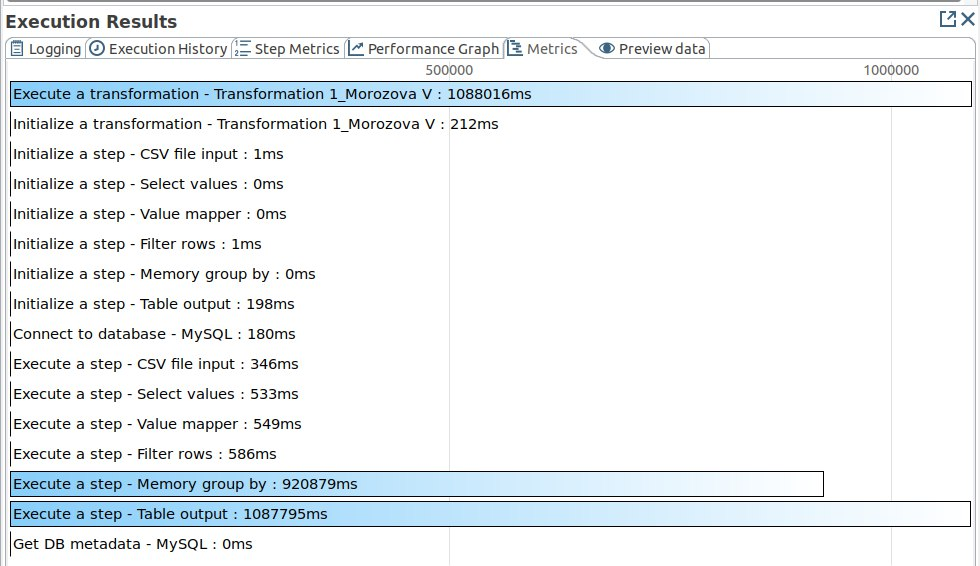 Execution Results
Logging Execution History Step Metrics Performance Graph Metrics Preview data
500000 1000000
Execute a transformation - Transformation 1_Morozova V : 1088016ms
Initialize a transformation - Transformation 1_Morozova V : 212ms
Initialize a step - CSV file input : 1ms
Initialize a step - Select values : 0ms
Initialize a step - Value mapper : 0ms
Initialize a step - Filter rows : 1ms
Initialize a step - Memory group by : 0ms
Initialize a step - Table output : 198ms
Connect to database - MySQL : 180ms
Execute a step - CSV file input : 346ms
Execute a step - Select values : 533ms
Execute a step - Value mapper : 549ms
Execute a step - Filter rows : 586ms
Execute a step - Memory group by : 920879ms
Execute a step - Table output : 1087795ms
Get DB metadata - MySQL : 0ms